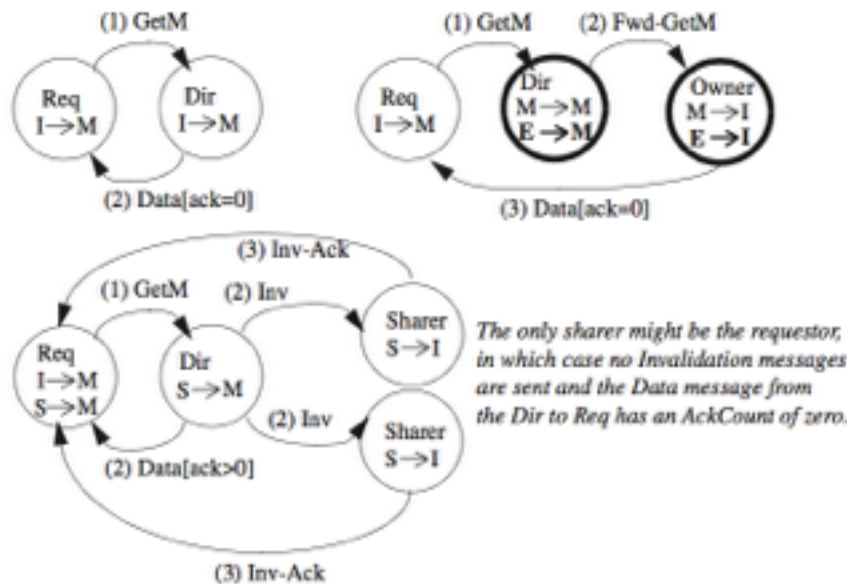 (1) GetM
Req
I→M
Dir
I→M
(2) Data[ack=0]
(1) GetM
(2) Fwd-GetM
Req
I→M
Dir
M→M
E→M
Owner
M→I
E→I
(3) Data[ack=0]
(3) Inv-Ack
(1) GetM
(2) Inv
Req
I→M
S→M
Dir
S→M
Sharer
S→I
(2) Inv
Sharer
S→I
(2) Data[ack>0]
(3) Inv-Ack
The only sharer might be the requestor,
in which case no Invalidation messages
are sent and the Data message from
the Dir to Req has an AckCount of zero.